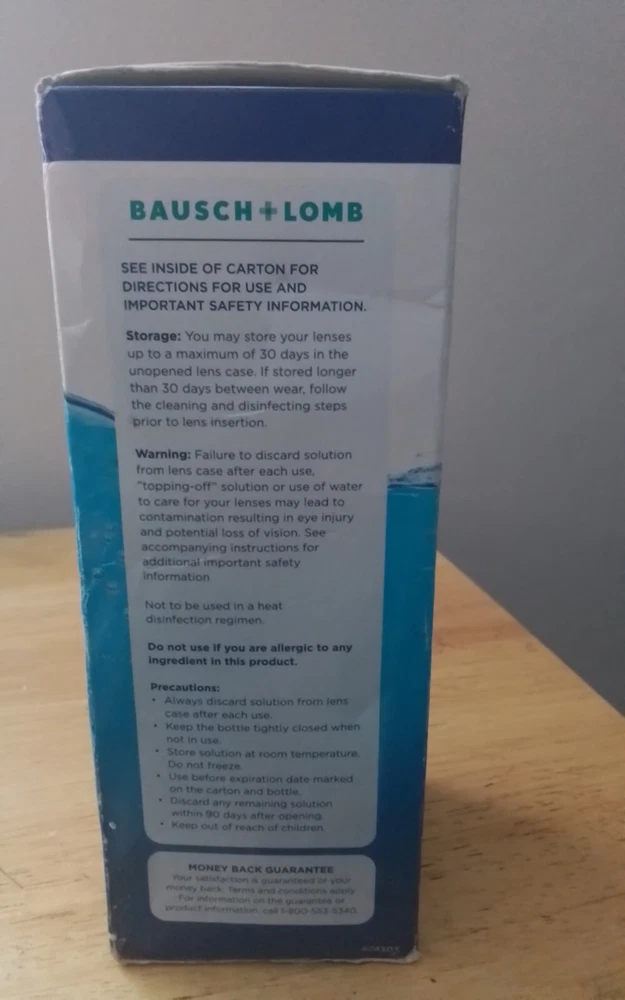 BAUSCH + LOMB
SEE INSIDE OF CARTON FOR
DIRECTIONS FOR USE AND
IMPORTANT SAFETY INFORMATION.
Storage: You may store your lenses
up to a maximum of 30 days in the
unopened lens case. If stored longer
than 30 days between wear, follow
the cleaning and disinfecting steps
prior to lens insertion.
Warning: Failure to discard solution
from lens case after each use,
"topping-off" solution or use of water
to care for your lenses may lead to
contamination resulting in eye injury
and potential loss of vision. See
accompanying instructions for
additional important safety
information
Not to be used in a heat
disinfection regimen.
Do not use if you are allergic to any
ingredient in this product.
Precautions:
• Always discard solution from lens
case after each use.
• Keep the bottle tightly closed when
not in use.
• Store solution at room temperature.
Do not freeze.
• Use before expiration date marked
on the carton and bottle.
• Discard any remaining solution
within 90 days after opening.
• Keep out of reach of children.
MONEY BACK GUARANTEE
Your satisfaction is guaranteed or your
money back. Terms and conditions apply.
For information on the guarantee or
product information, call 1-800-553-5340.